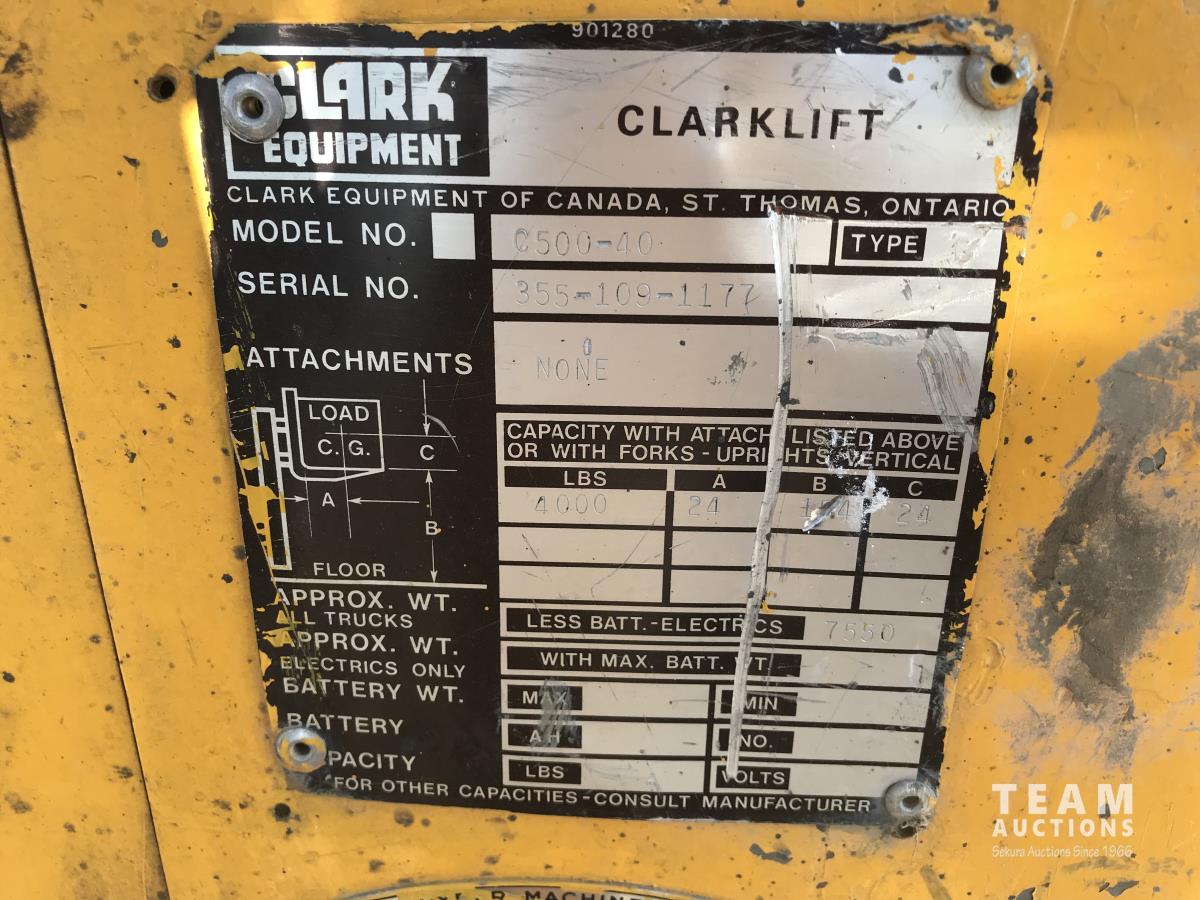 901280
CLARK
EQUIPMENT
CLARKLIFT
CLARK EQUIPMENT OF CANADA, ST. THOMAS, ONTARIO
MODEL NO. C500-40 TYPE
SERIAL NO. 355-109-1177
ATTACHMENTS NONE
LOAD
C. G.
C
A
B
FLOOR
CAPACITY WITH ATTACH. LISTED ABOVE
OR WITH FORKS - UPRIGHTS VERTICAL
LBS A B C
4000 24 24
APPROX. WT.
ALL TRUCKS
LESS BATT.-ELECTRICS 7550
APPROX. WT.
ELECTRICS ONLY
WITH MAX. BATT. WT.
BATTERY WT. MAX MIN
BATTERY AH NO.
CAPACITY LBS VOLTS
FOR OTHER CAPACITIES-CONSULT MANUFACTURER
MACHINE
TEAM
AUCTIONS
Sekura Auctions Since 1966